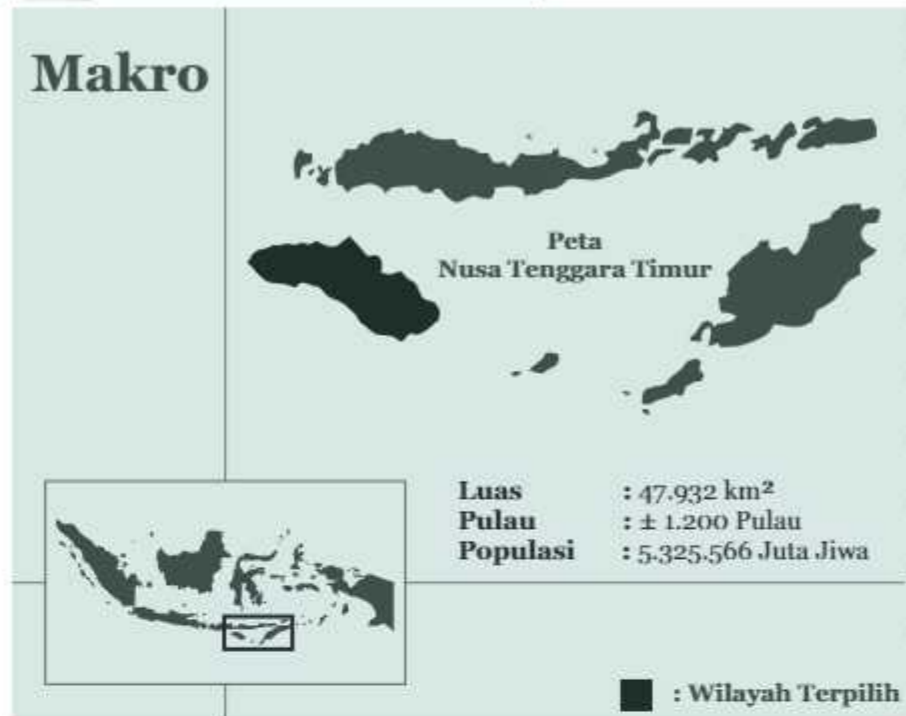 Makro
Peta
Nusa Tenggara Timur
Luas : 47.932 km²
Pulau : ± 1.200 Pulau
Populasi : 5.325.566 Juta Jiwa
: Wilayah Terpilih